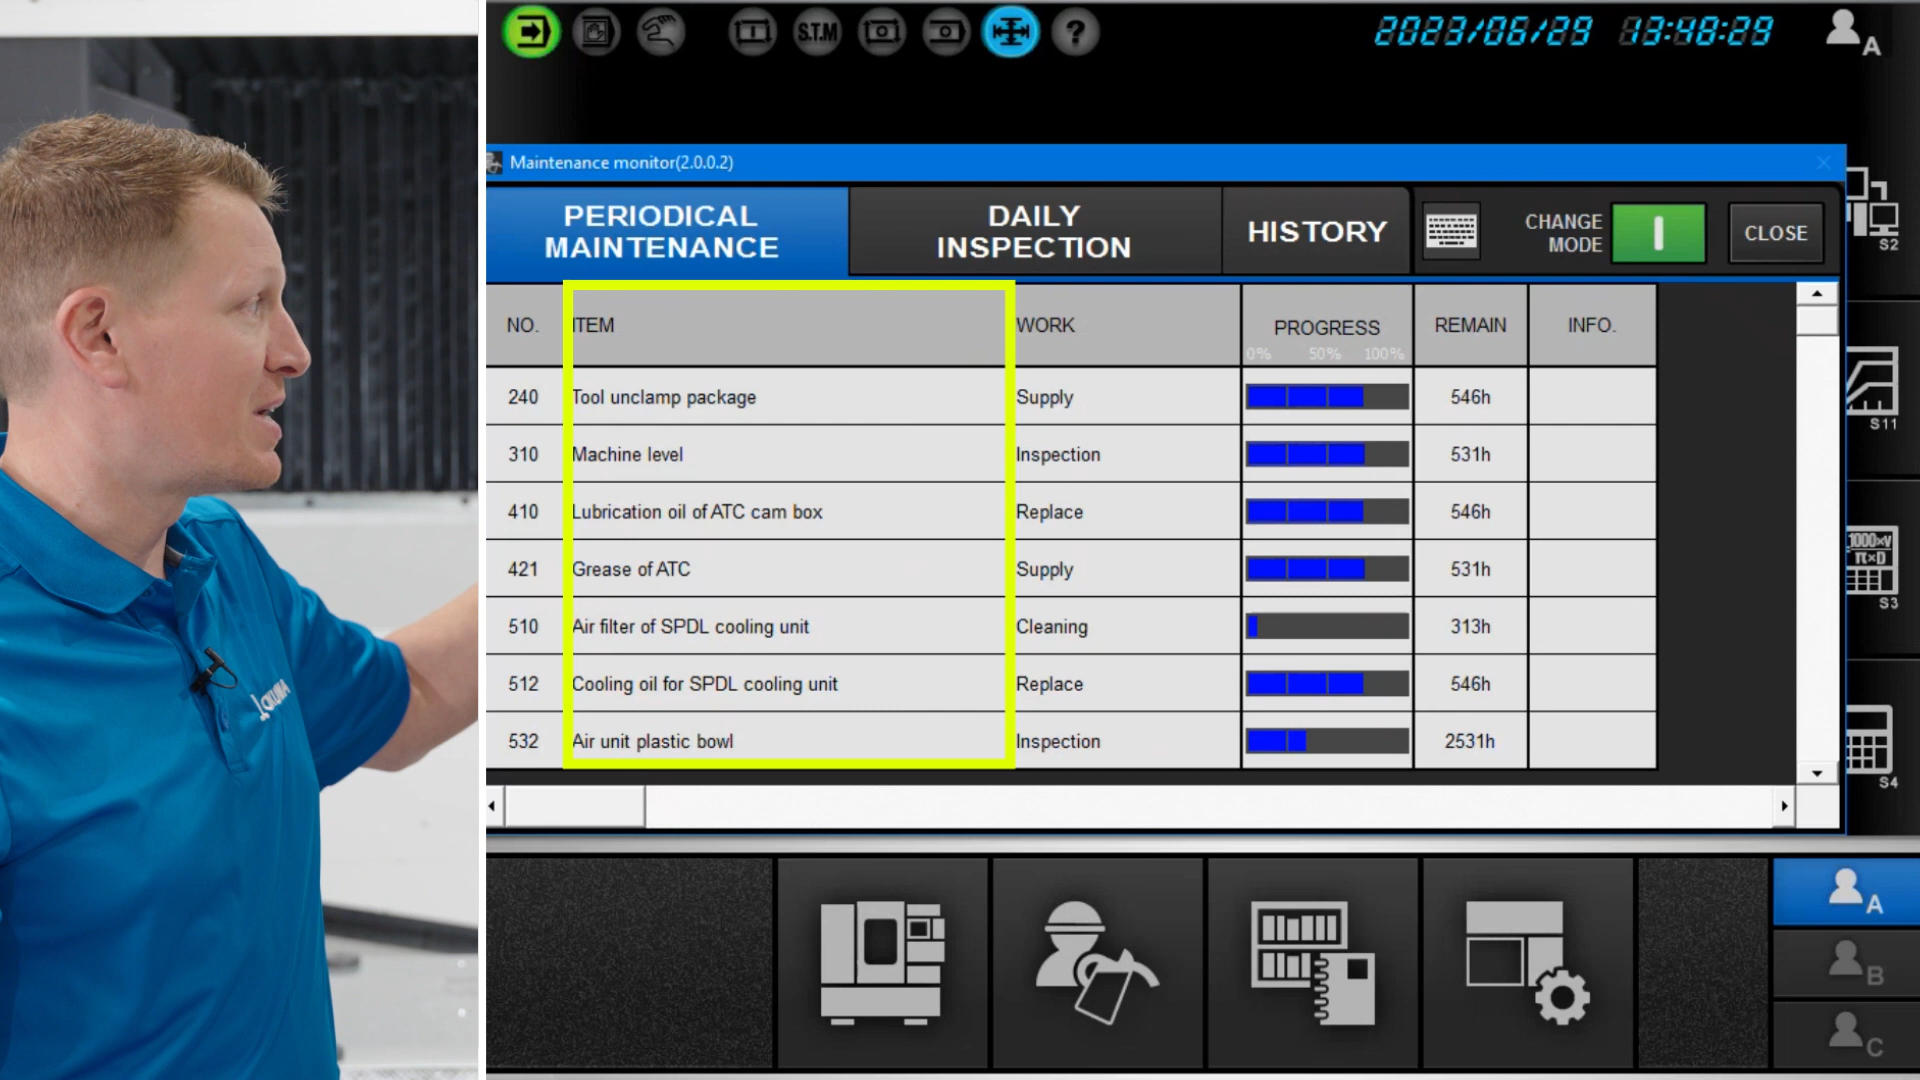 S.T.M
?
2023/06/29 13:48:29
A
Maintenance monitor(2.0.0.2)
PERIODICAL
MAINTENANCE
DAILY
INSPECTION
HISTORY
CHANGE
MODE
CLOSE
NO. ITEM WORK PROGRESS REMAIN INFO.
0% 50% 100%
240 Tool unclamp package Supply 546h
310 Machine level Inspection 531h
410 Lubrication oil of ATC cam box Replace 546h
421 Grease of ATC Supply 531h
510 Air filter of SPDL cooling unit Cleaning 313h
512 Cooling oil for SPDL cooling unit Replace 546h
532 Air unit plastic bowl Inspection 2531h
S2
S11
1000×V
π×D
S3
S4
OKUMA
A
B
C